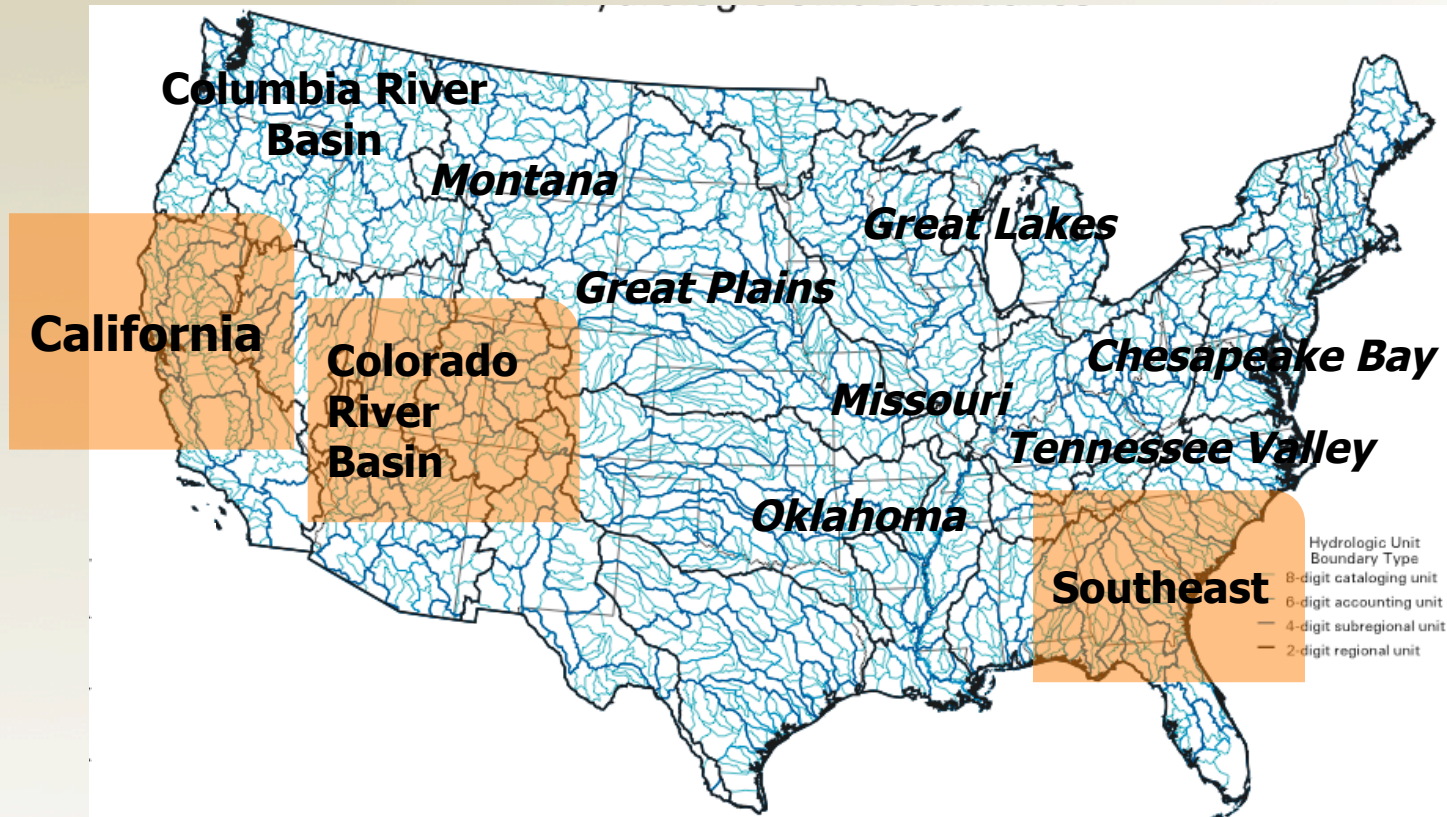 Columbia River
Basin
Montana
Great Lakes
Great Plains
California
Colorado
River
Basin
Chesapeake Bay
Missouri
Tennessee Valley
Oklahoma
Southeast
Hydrologic Unit
Boundary Type
8-digit cataloging unit
6-digit accounting unit
4-digit subregional unit
2-digit regional unit